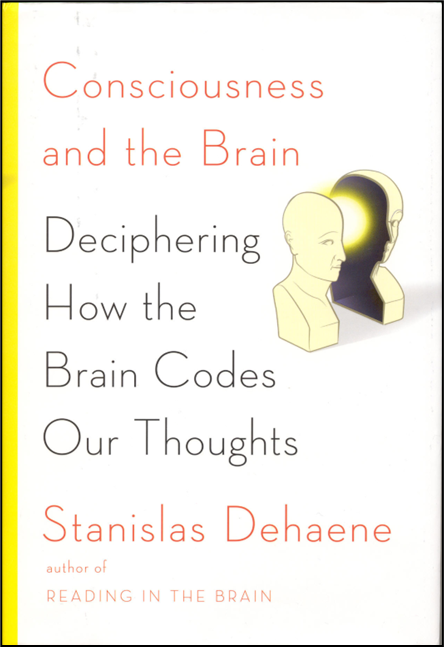 Consciousness
and the Brain
Deciphering
How the
Brain Codes
Our Thoughts
Stanislas Dehaene
author of
READING IN THE BRAIN